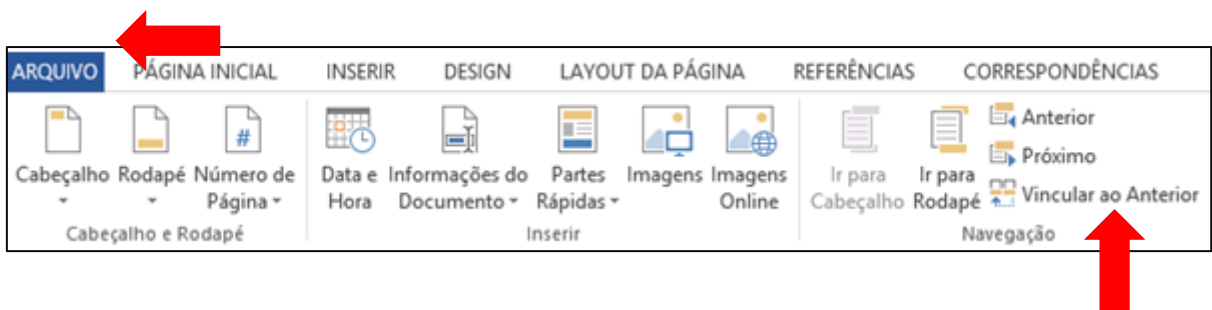 ARQUIVO PÁGINA INICIAL INSERIR DESIGN LAYOUT DA PÁGINA REFERÊNCIAS CORRESPONDÊNCIAS
Cabeçalho
Rodapé
Número de
Página
Data e
Hora
Informações do
Documento
Partes
Rápidas
Imagens
Imagens
Online
Ir para
Cabeçalho
Ir para
Rodapé
Anterior
Próximo
Vincular ao Anterior
Cabeçalho e Rodapé
Inserir
Navegação